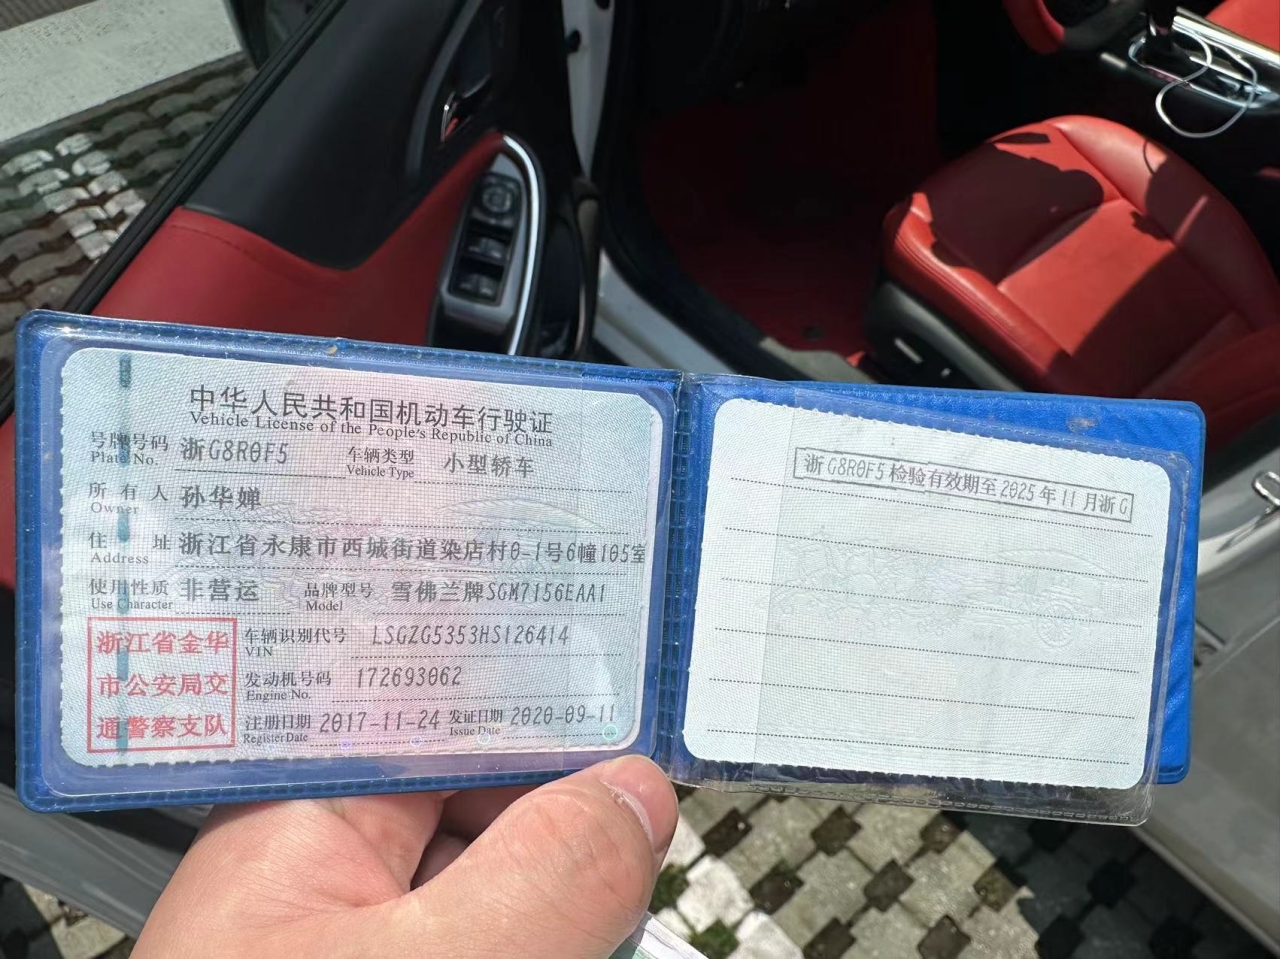 中华人民共和国机动车行驶证
Vehicle License of the People's Republic of China
号牌号码 浙G8R0F5 车辆类型 小型轿车
Plate No. Vehicle Type
所有人 孙华婵
Owner
住址 浙江省永康市西城街道染店村0-1号6幢105室
Address
使用性质 非营运 品牌型号 雪佛兰牌SGM7156EAA1
Use Character Model
浙江省金华
市公安局交
通警察支队
车辆识别代号 LSGZG5353HS126414
VIN
发动机号码 172693062
Engine No.
注册日期 2017-11-24 发证日期 2020-09-11
Register Date Issue Date
浙G8R0F5检验有效期至2025年11月浙G